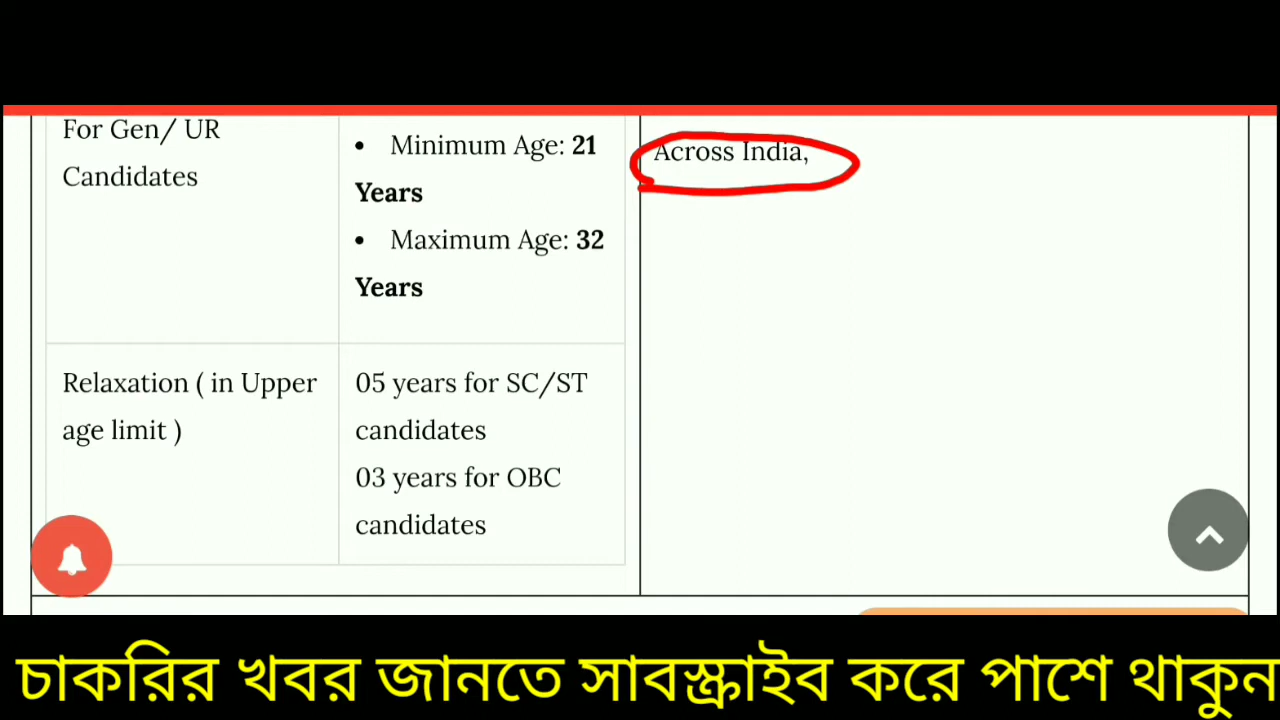 For Gen/ UR
Candidates
• Minimum Age: 21
Years
• Maximum Age: 32
Years
Across India,
Relaxation ( in Upper
age limit )
05 years for SC/ST
candidates
03 years for OBC
candidates
চাকরির খবর জানতে সাবস্ক্রাইব করে পাশে থাকুন